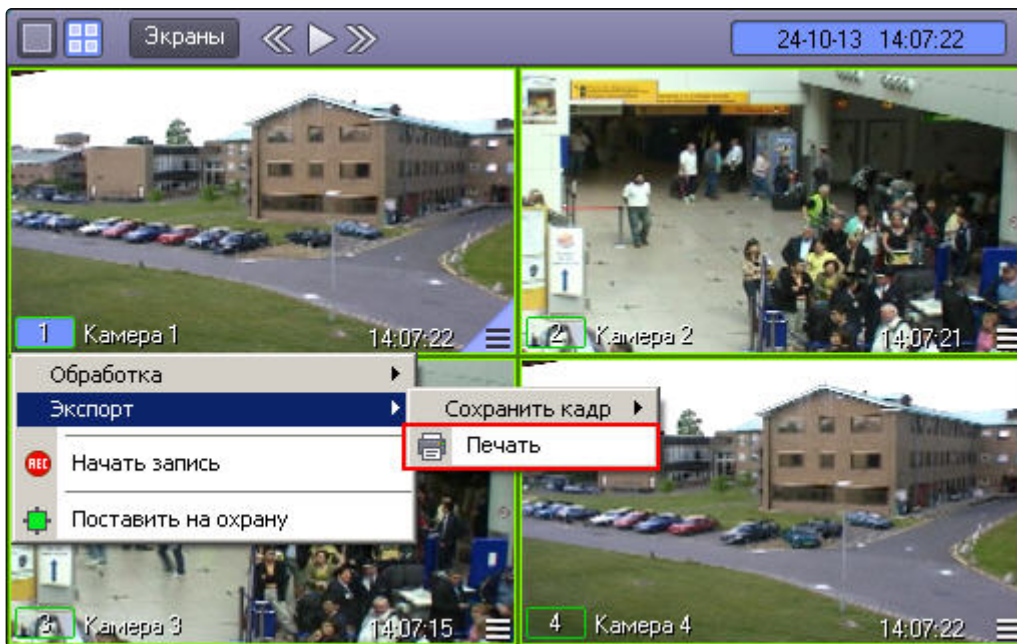 Экраны
24-10-13 14:07:22
1 Камера 1 14:07:22
2 Камера 2 14:07:21
Обработка
Экспорт
Сохранить кадр
Печать
REC Начать запись
Поставить на охрану
3 Камера 3 14:07:15
4 Камера 4 14:07:22